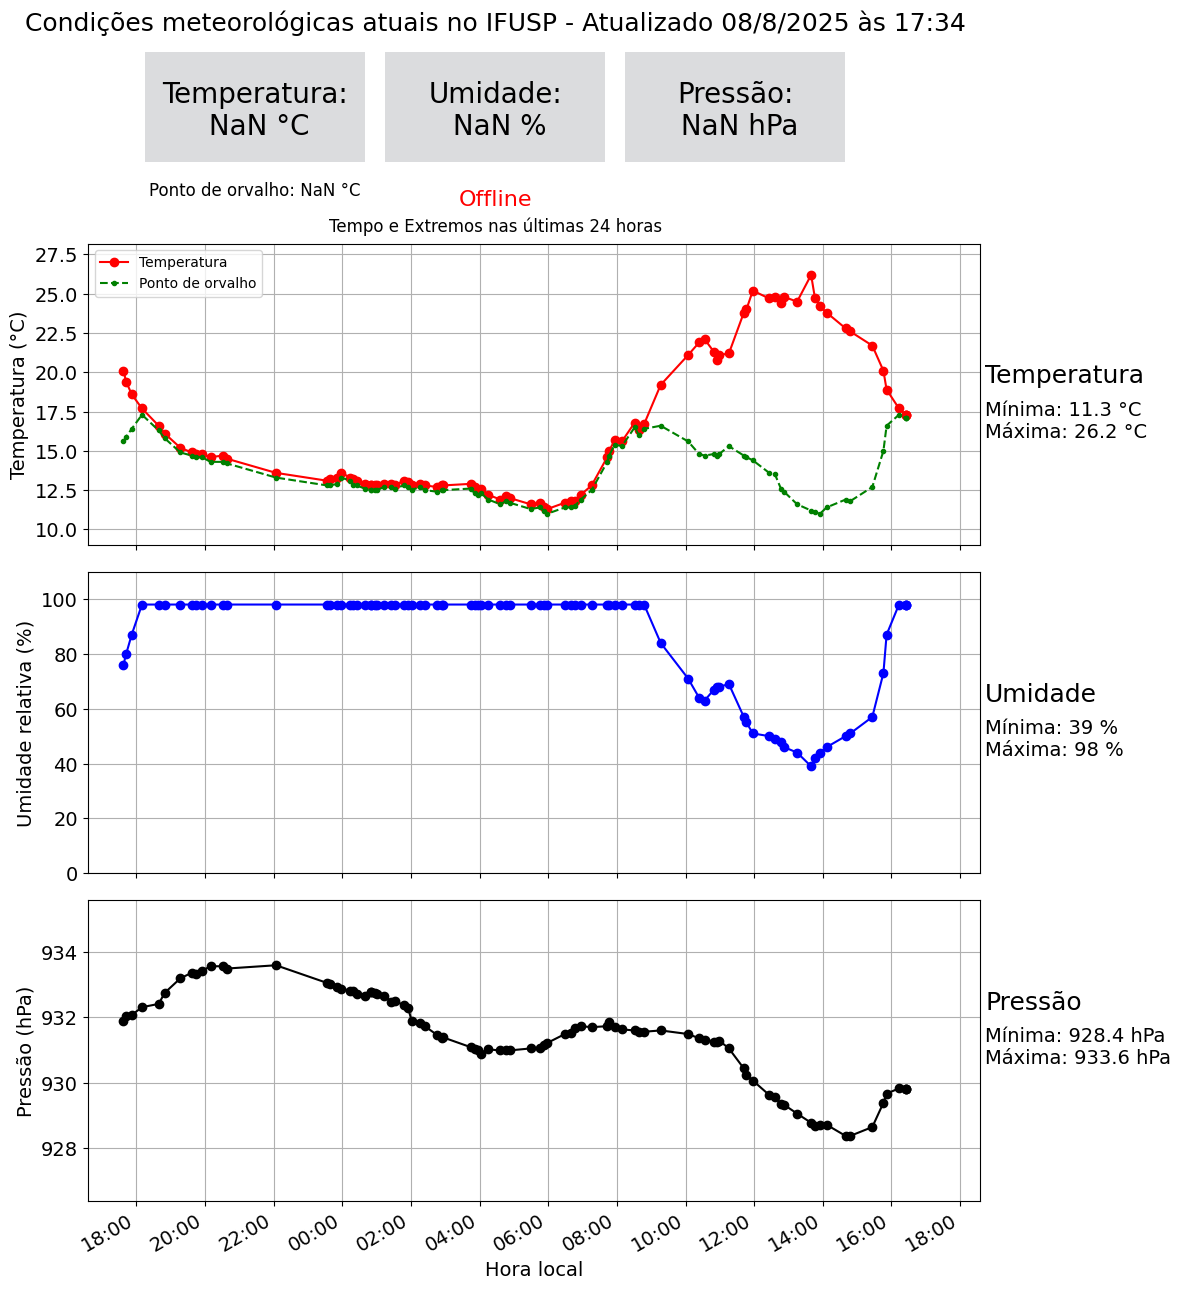 Condições meteorológicas atuais no IFUSP - Atualizado 08/8/2025 às 17:34
Temperatura:
NaN °C
Umidade:
NaN %
Pressão:
NaN hPa
Ponto de orvalho: NaN °C
Offline
Tempo e Extremos nas últimas 24 horas
Temperatura (°C)
27.5
25.0
22.5
20.0
17.5
15.0
12.5
10.0
Temperatura
Ponto de orvalho
Temperatura
Mínima: 11.3 °C
Máxima: 26.2 °C
Umidade relativa (%)
100
80
60
40
20
0
Umidade
Mínima: 39 %
Máxima: 98 %
Pressão (hPa)
934
932
930
928
Pressão
Mínima: 928.4 hPa
Máxima: 933.6 hPa
18:00 20:00 22:00 00:00 02:00 04:00 06:00 08:00 10:00 12:00 14:00 16:00 18:00
Hora local